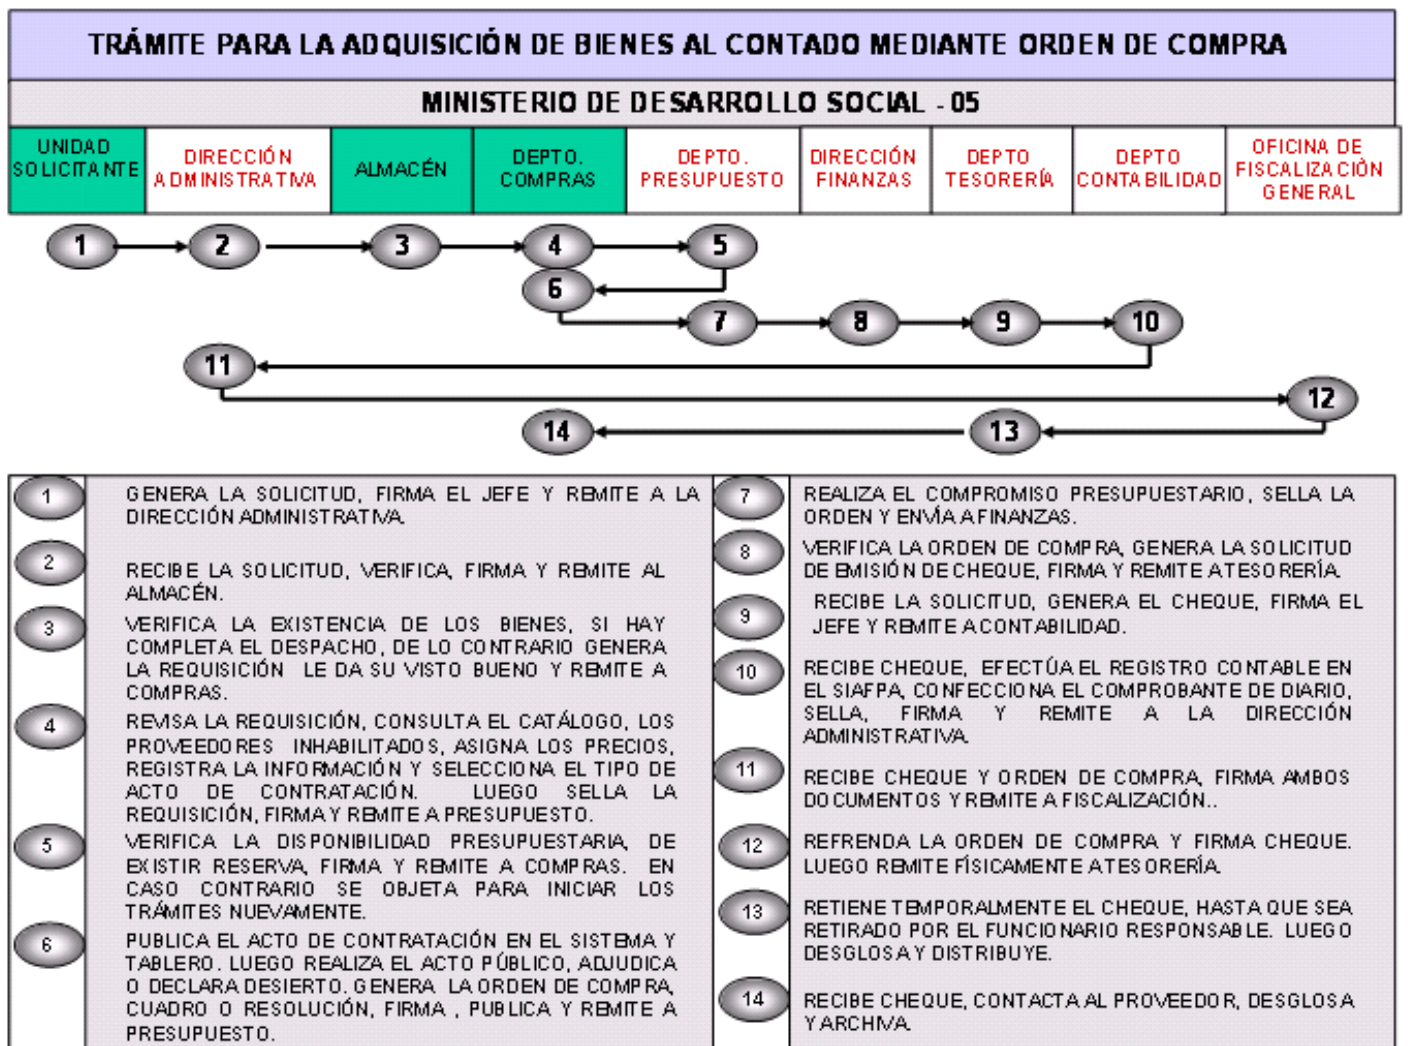 TRÁMITE PARA LA ADQUISICIÓN DE BIENES AL CONTADO MEDIANTE ORDEN DE COMPRA
MINISTERIO DE DESARROLLO SOCIAL - 05
UNIDAD
SOLICITANTE
DIRECCIÓN
ADMINISTRATIVA
ALMACÉN
DEPTO.
COMPRAS
DEPTO.
PRESUPUESTO
DIRECCIÓN
FINANZAS
DEPTO
TESORERÍA
DEPTO
CONTABILIDAD
OFICINA DE
FISCALIZACIÓN
GENERAL
1
2
3
4
5
6
7
8
9
10
11
12
14
13
1
GENERA LA SOLICITUD, FIRMA EL JEFE Y REMITE A LA
DIRECCIÓN ADMINISTRATIVA.
2
RECIBE LA SOLICITUD, VERIFICA, FIRMA Y REMITE AL
ALMACÉN.
3
VERIFICA LA EXISTENCIA DE LOS BIENES, SI HAY
COMPLETA EL DESPACHO, DE LO CONTRARIO GENERA
LA REQUISICIÓN LE DA SU VISTO BUENO Y REMITE A
COMPRAS.
4
REVISA LA REQUISICIÓN, CONSULTA EL CATÁLOGO, LOS
PROVEEDORES INHABILITADOS, ASIGNA LOS PRECIOS,
REGISTRA LA INFORMACIÓN Y SELECCIONA EL TIPO DE
ACTO DE CONTRATACIÓN. LUEGO SELLA LA
REQUISICIÓN, FIRMA Y REMITE A PRESUPUESTO.
5
VERIFICA LA DISPONIBILIDAD PRESUPUESTARIA, DE
EXISTIR RESERVA, FIRMA Y REMITE A COMPRAS. EN
CASO CONTRARIO SE OBJETA PARA INICIAR LOS
TRÁMITES NUEVAMENTE.
6
PUBLICA EL ACTO DE CONTRATACIÓN EN EL SISTEMA Y
TABLERO. LUEGO REALIZA EL ACTO PÚBLICO, ADJUDICA
O DECLARA DESIERTO. GENERA LA ORDEN DE COMPRA,
CUADRO O RESOLUCIÓN, FIRMA , PUBLICA Y REMITE A
PRESUPUESTO.
7
REALIZA EL COMPROMISO PRESUPUESTARIO, SELLA LA
ORDEN Y ENVÍA A FINANZAS.
8
VERIFICA LA ORDEN DE COMPRA, GENERA LA SOLICITUD
DE EMISIÓN DE CHEQUE, FIRMA Y REMITE A TESORERÍA.
9
RECIBE LA SOLICITUD, GENERA EL CHEQUE, FIRMA EL
JEFE Y REMITE A CONTABILIDAD.
10
RECIBE CHEQUE, EFECTÚA EL REGISTRO CONTABLE EN
EL SIAFPA, CONFECCIONA EL COMPROBANTE DE DIARIO,
SELLA, FIRMA Y REMITE A LA DIRECCIÓN
ADMINISTRATIVA.
11
RECIBE CHEQUE Y ORDEN DE COMPRA, FIRMA AMBOS
DOCUMENTOS Y REMITE A FISCALIZACIÓN..
12
REFRENDA LA ORDEN DE COMPRA Y FIRMA CHEQUE.
LUEGO REMITE FÍSICAMENTE A TESORERÍA.
13
RETIENE TEMPORALMENTE EL CHEQUE, HASTA QUE SEA
RETIRADO POR EL FUNCIONARIO RESPONSABLE. LUEGO
DESGLOSA Y DISTRIBUYE.
14
RECIBE CHEQUE, CONTACTA AL PROVEEDOR, DESGLOSA
Y ARCHIVA.